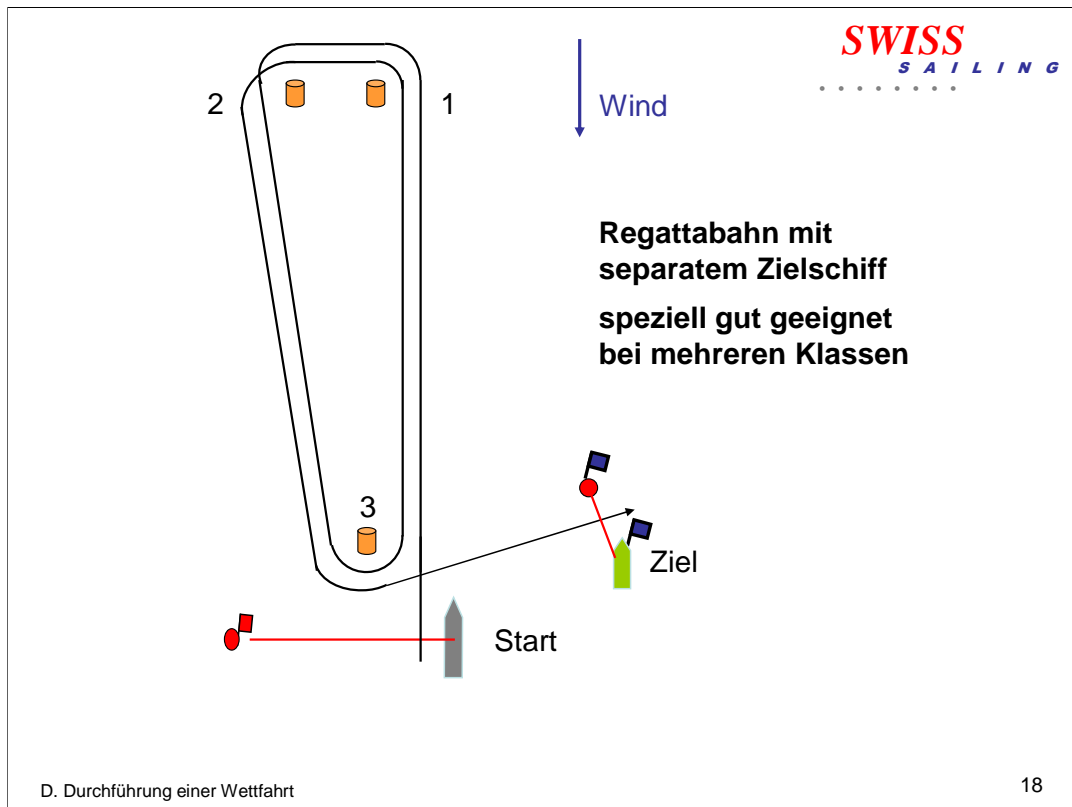 SWISS
SAILING
2
1
Wind
Regattabahn mit
separatem Zielschiff
speziell gut geeignet
bei mehreren Klassen
3
Ziel
Start
D. Durchführung einer Wettfahrt
18